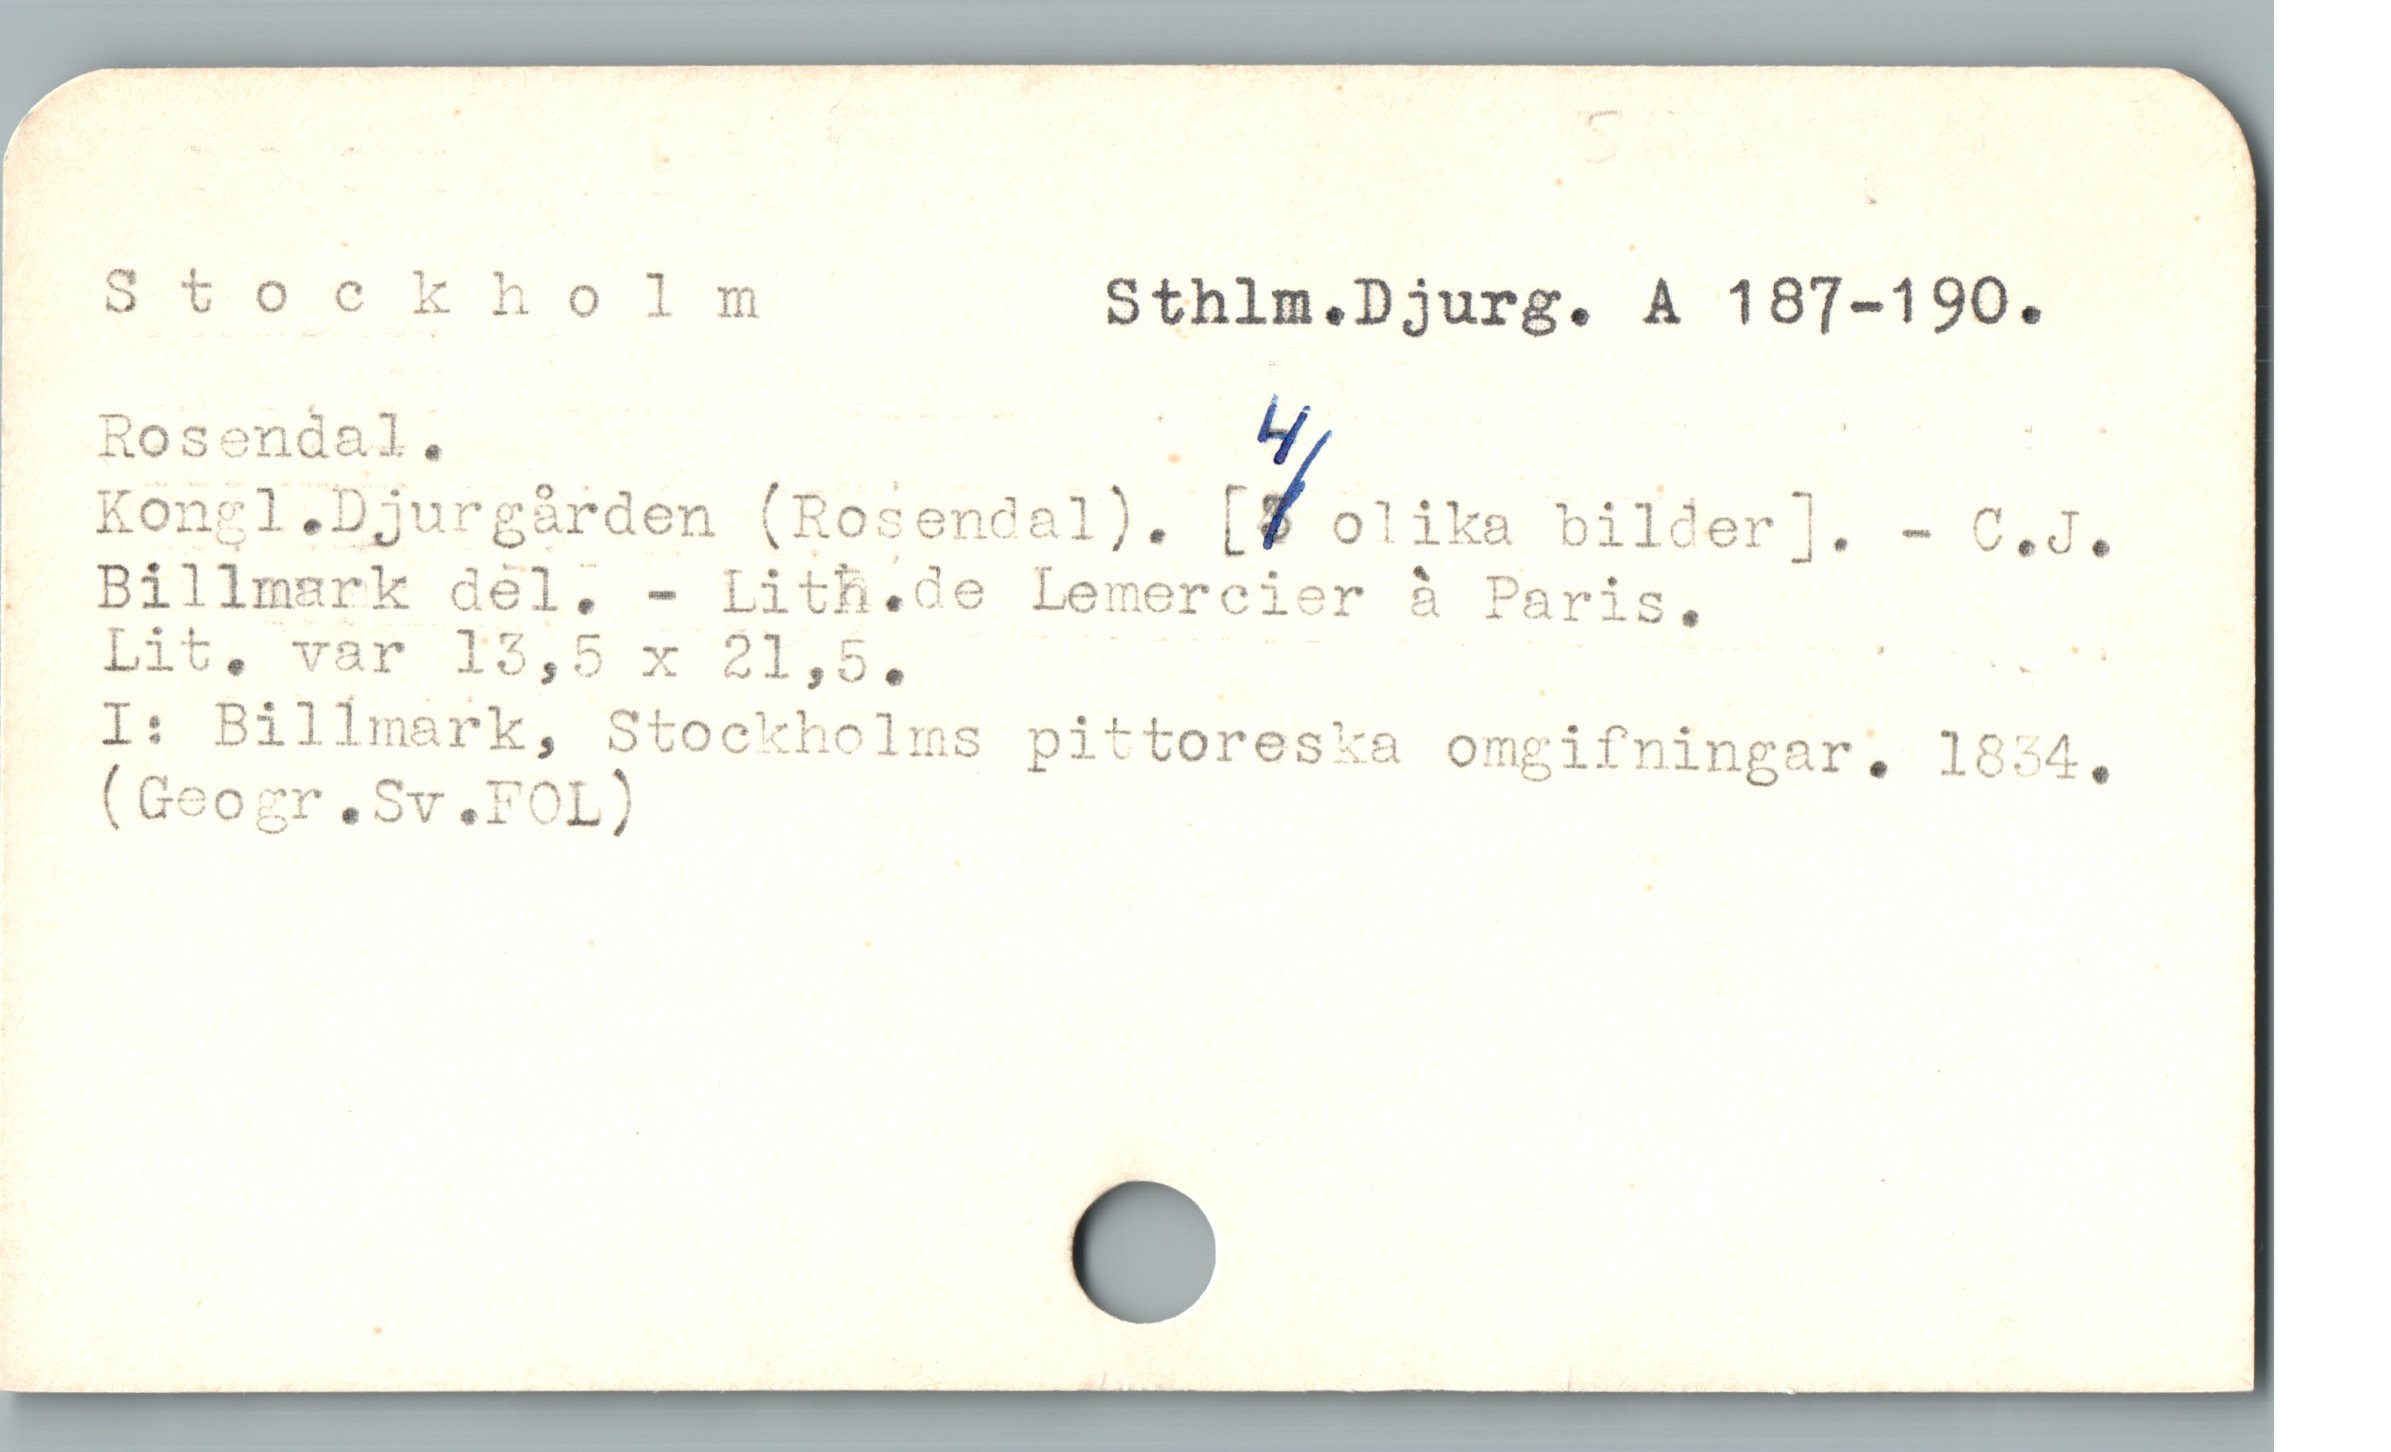 S t o c k h o l m Sthlm.Djurg. A 187-190.
Rosendal.
4
Kongl.Djurgården (Rosendal). [3 olika bilder]. - C.J.
Billmark del. - Lith.de Lemercier à Paris.
Lit. var 13,5 x 21,5.
I: Billmark, Stockholms pittoreska omgifningar. 1834.
(Geogr.Sv.FOL)